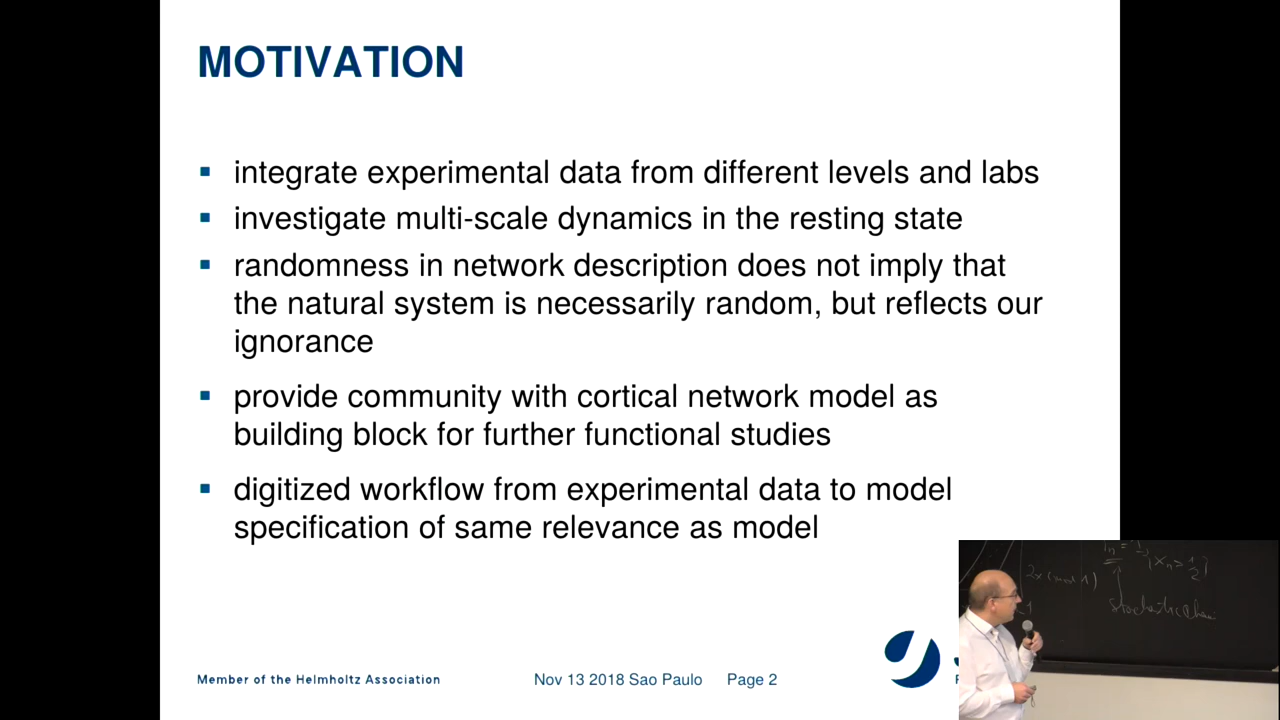 MOTIVATION
integrate experimental data from different levels and labs
investigate multi-scale dynamics in the resting state
randomness in network description does not imply that
the natural system is necessarily random, but reflects our
ignorance
provide community with cortical network model as
building block for further functional studies
digitized workflow from experimental data to model
specification of same relevance as model
Member of the Helmholtz Association
Nov 13 2018 Sao Paulo Page 2
2x (mod 1)